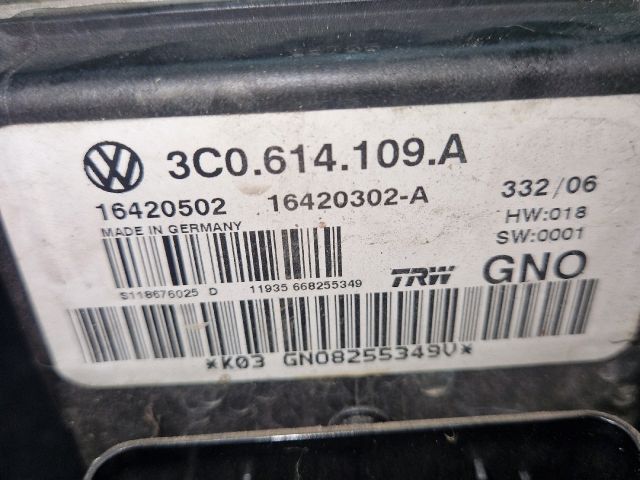 3C0.614.109.A
16420502 16420302-A 332/06
MADE IN GERMANY HW:018
SW:0001
S118676025 D 11935 668255349 TRW GNO
*K03 GN08255349V*